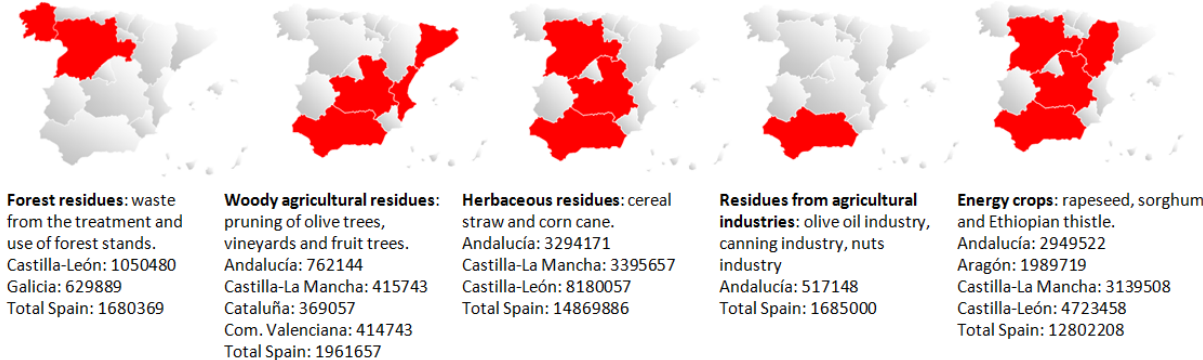 Forest residues: waste
from the treatment and
use of forest stands.
Castilla-León: 1050480
Galicia: 629889
Total Spain: 1680369
Woody agricultural residues:
pruning of olive trees,
vineyards and fruit trees.
Andalucía: 762144
Castilla-La Mancha: 415743
Cataluña: 369057
Com. Valenciana: 414743
Total Spain: 1961657
Herbaceous residues: cereal
straw and corn cane.
Andalucía: 3294171
Castilla-La Mancha: 3395657
Castilla-León: 8180057
Total Spain: 14869886
Residues from agricultural
industries: olive oil industry,
canning industry, nuts
industry
Andalucía: 517148
Total Spain: 1685000
Energy crops: rapeseed, sorghum
and Ethiopian thistle.
Andalucía: 2949522
Aragón: 1989719
Castilla-La Mancha: 3139508
Castilla-León: 4723458
Total Spain: 12802208